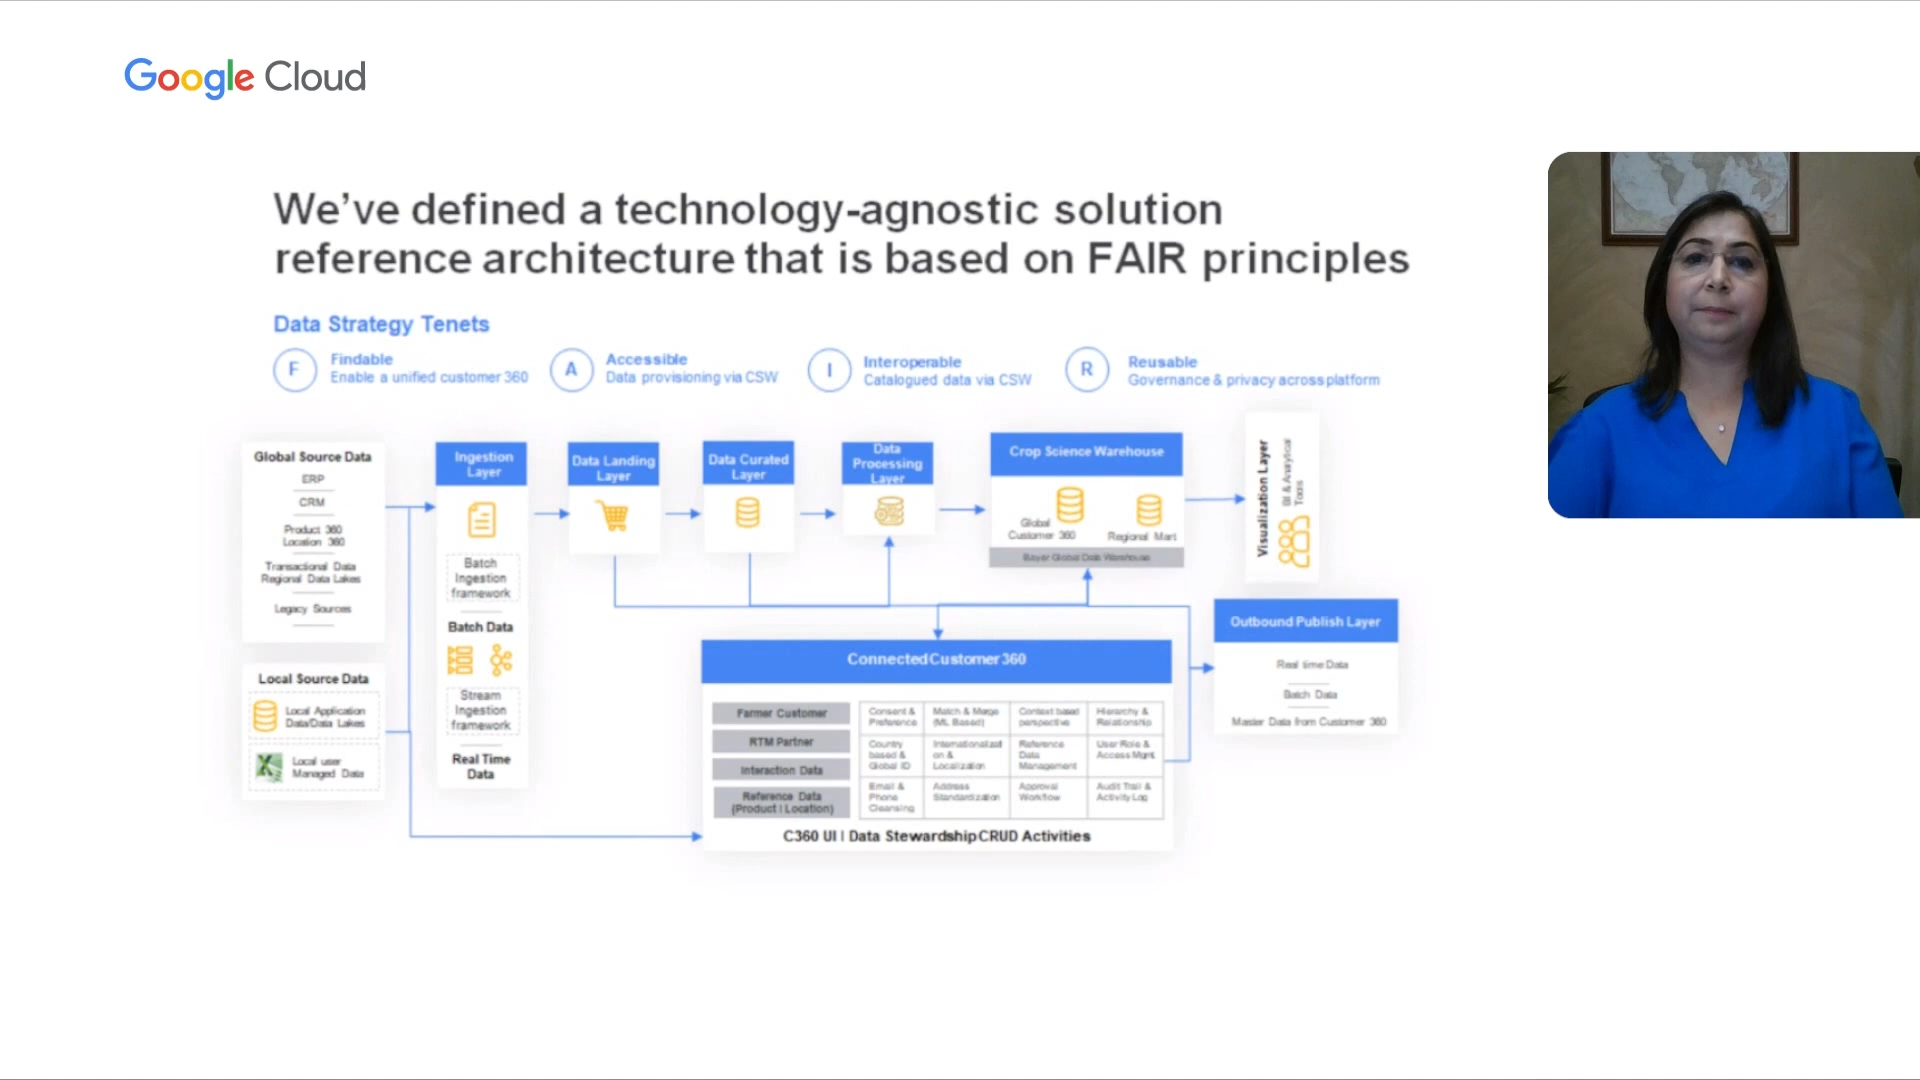 Google Cloud
We've defined a technology-agnostic solution
reference architecture that is based on FAIR principles
Data Strategy Tenets
F
Findable
Enable a unified customer 360
A
Accessible
Data provisioning via CSW
I
Interoperable
Catalogued data via CSW
R
Reusable
Governance & privacy across platform
Global Source Data
ERP
CRM
Product 360
Location 360
Transactional Data
Regional Data Lakes
Legacy Sources
Local Source Data
Local Application
Data/Data Lakes
Local user
Managed Data
Ingestion
Layer
Batch
Ingestion
framework
Batch Data
Stream
Ingestion
framework
Real Time
Data
Data Landing
Layer
Data Curated
Layer
Data
Processing
Layer
Crop Science Warehouse
Global
Customer 360
Regional Mart
Bayer Global Data Warehouse
Visualization Layer
BI & Analytical
Tools
Outbound Publish Layer
Real time Data
Batch Data
Master Data from Customer 360
Connected Customer 360
Farmer Customer
RTM Partner
Interaction Data
Reference Data
(Product | Location)
Consent &
Preference
Match & Merge
(ML Based)
Context based
perspective
Hierarchy &
Relationship
Country
based &
Global ID
Internationalizati
on &
Localization
Reference
Data
Management
User Role &
Access Mgnt.
Email &
Phone
Cleansing
Address
Standardization
Approval
Workflow
Audit Trail &
Activity Log
C360 UI | Data Stewardship CRUD Activities